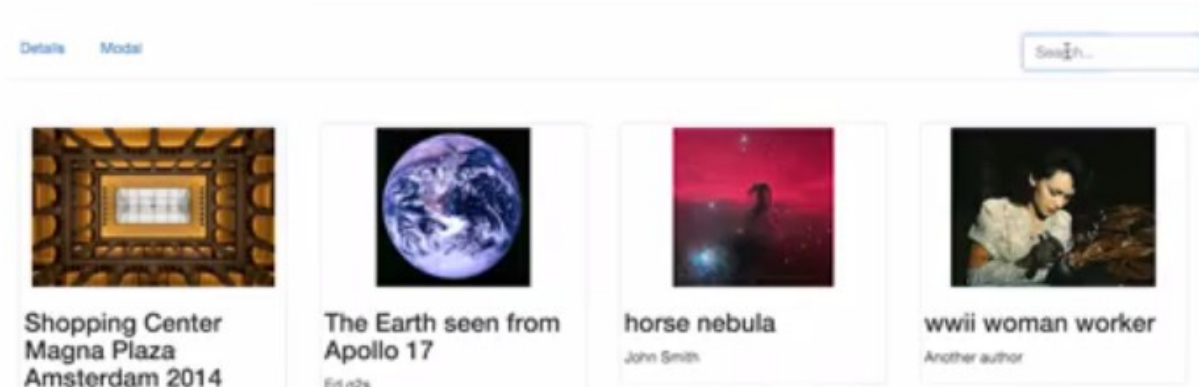 Details Modal
Search...
Shopping Center
Magna Plaza
Amsterdam 2014
The Earth seen from
Apollo 17
horse nebula
John Smith
wwii woman worker
Another author